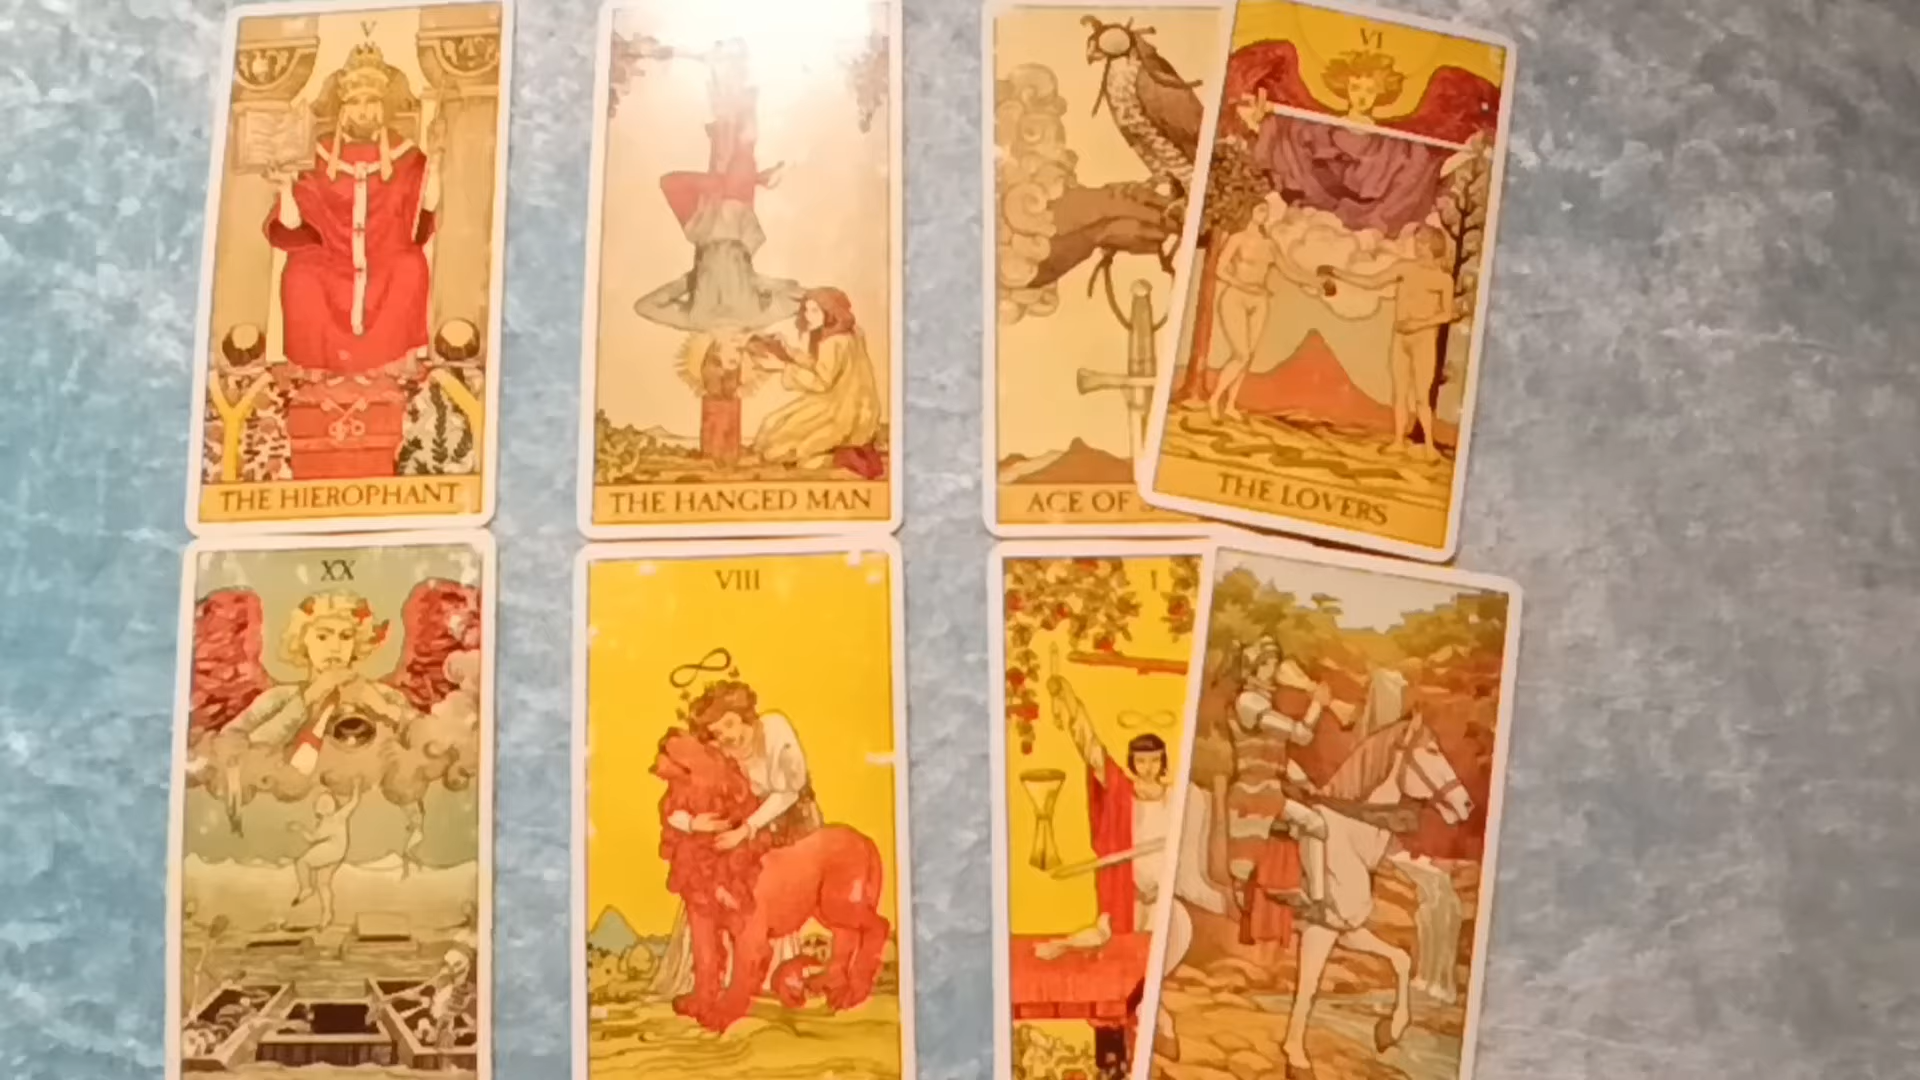 V
THE HIEROPHANT
THE HANGED MAN
ACE OF
VI
THE LOVERS
XX
VIII
I